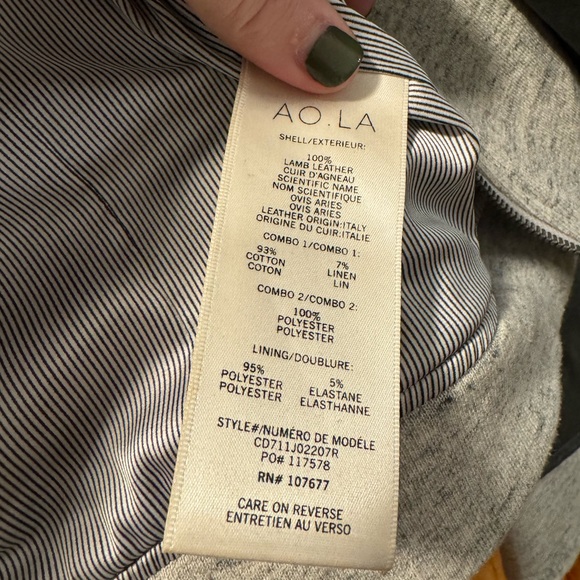 AO.LA
SHELL/EXTERIEUR:
100%
LAMB LEATHER
CUIR D'AGNEAU
SCIENTIFIC NAME
NOM SCIENTIFIQUE
OVIS ARIES
OVIS ARIES
LEATHER ORIGIN:ITALY
ORIGINE DU CUIR:ITALIE
COMBO 1/COMBO 1:
93% 7%
COTTON LINEN
COTON LIN
COMBO 2/COMBO 2:
100%
POLYESTER
POLYESTER
LINING/DOUBLURE:
95% 5%
POLYESTER ELASTANE
POLYESTER ELASTHANNE
STYLE#/NUMÉRO DE MODÈLE
CD711J02207R
PO# 117578
RN# 107677
CARE ON REVERSE
ENTRETIEN AU VERSO